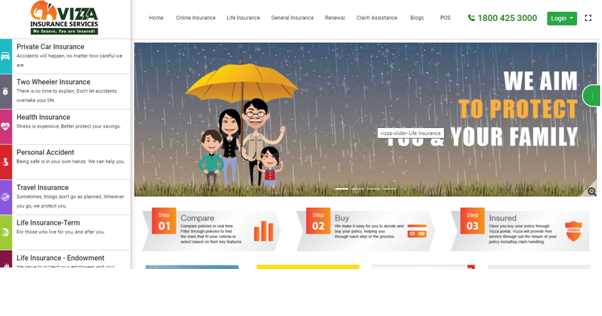 VIZZA
INSURANCE SERVICES
We Ensure, You are Insured!
Home
Online Insurance
Life Insurance
General Insurance
Renewal
Claim Assistance
Blogs
POS
1800 425 3000
Login
Private Car Insurance
Accidents will happen, no matter how careful we
are.
Two Wheeler Insurance
There is no time to explain, Don't let accidents
overtake your life.
Health Insurance
Illness is expensive, Better protect your savings.
Personal Accident
Being safe is in your own hands. We can help you.
Travel Insurance
Sometimes, things don't go as planned. Wherever
you go, we protect you.
Life Insurance-Term
For those who live for you, and after you.
Life Insurance - Endowment
WE AIM
TO PROTECT
YOU & YOUR FAMILY
vizza-slider-Life Insurance
Step
01
Compare
Compare policies in real time.
Filter through policies to find
the ones that fit your criteria or
select based on their key features.
Step
02
Buy
We make it easy for you to decide and
buy your policy, helping you
through each step of the process.
Step
03
Insured
Once you buy your policy through
Vizza portal, Vizza will provide free
service through out the tenure of your
policy including claim handling.